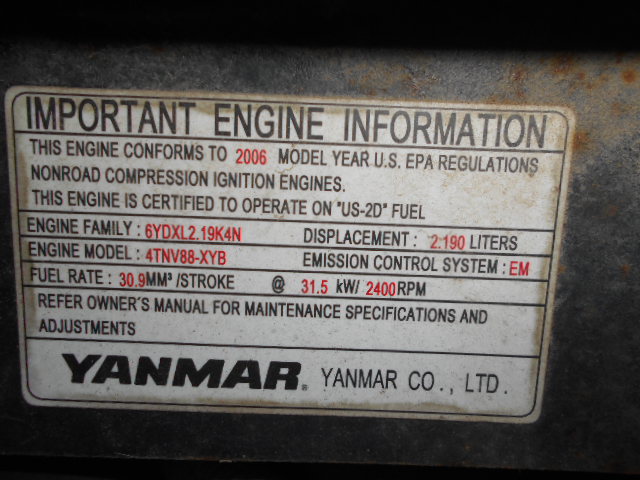 IMPORTANT ENGINE INFORMATION
THIS ENGINE CONFORMS TO 2006 MODEL YEAR U.S. EPA REGULATIONS
NONROAD COMPRESSION IGNITION ENGINES.
THIS ENGINE IS CERTIFIED TO OPERATE ON "US-2D" FUEL
ENGINE FAMILY : 6YDXL2.19K4N DISPLACEMENT : 2.190 LITERS
ENGINE MODEL : 4TNV88-XYB EMISSION CONTROL SYSTEM : EM
FUEL RATE : 30.9MM³ /STROKE @ 31.5 kW/ 2400RPM
REFER OWNER'S MANUAL FOR MAINTENANCE SPECIFICATIONS AND
ADJUSTMENTS
YANMAR® YANMAR CO., LTD.